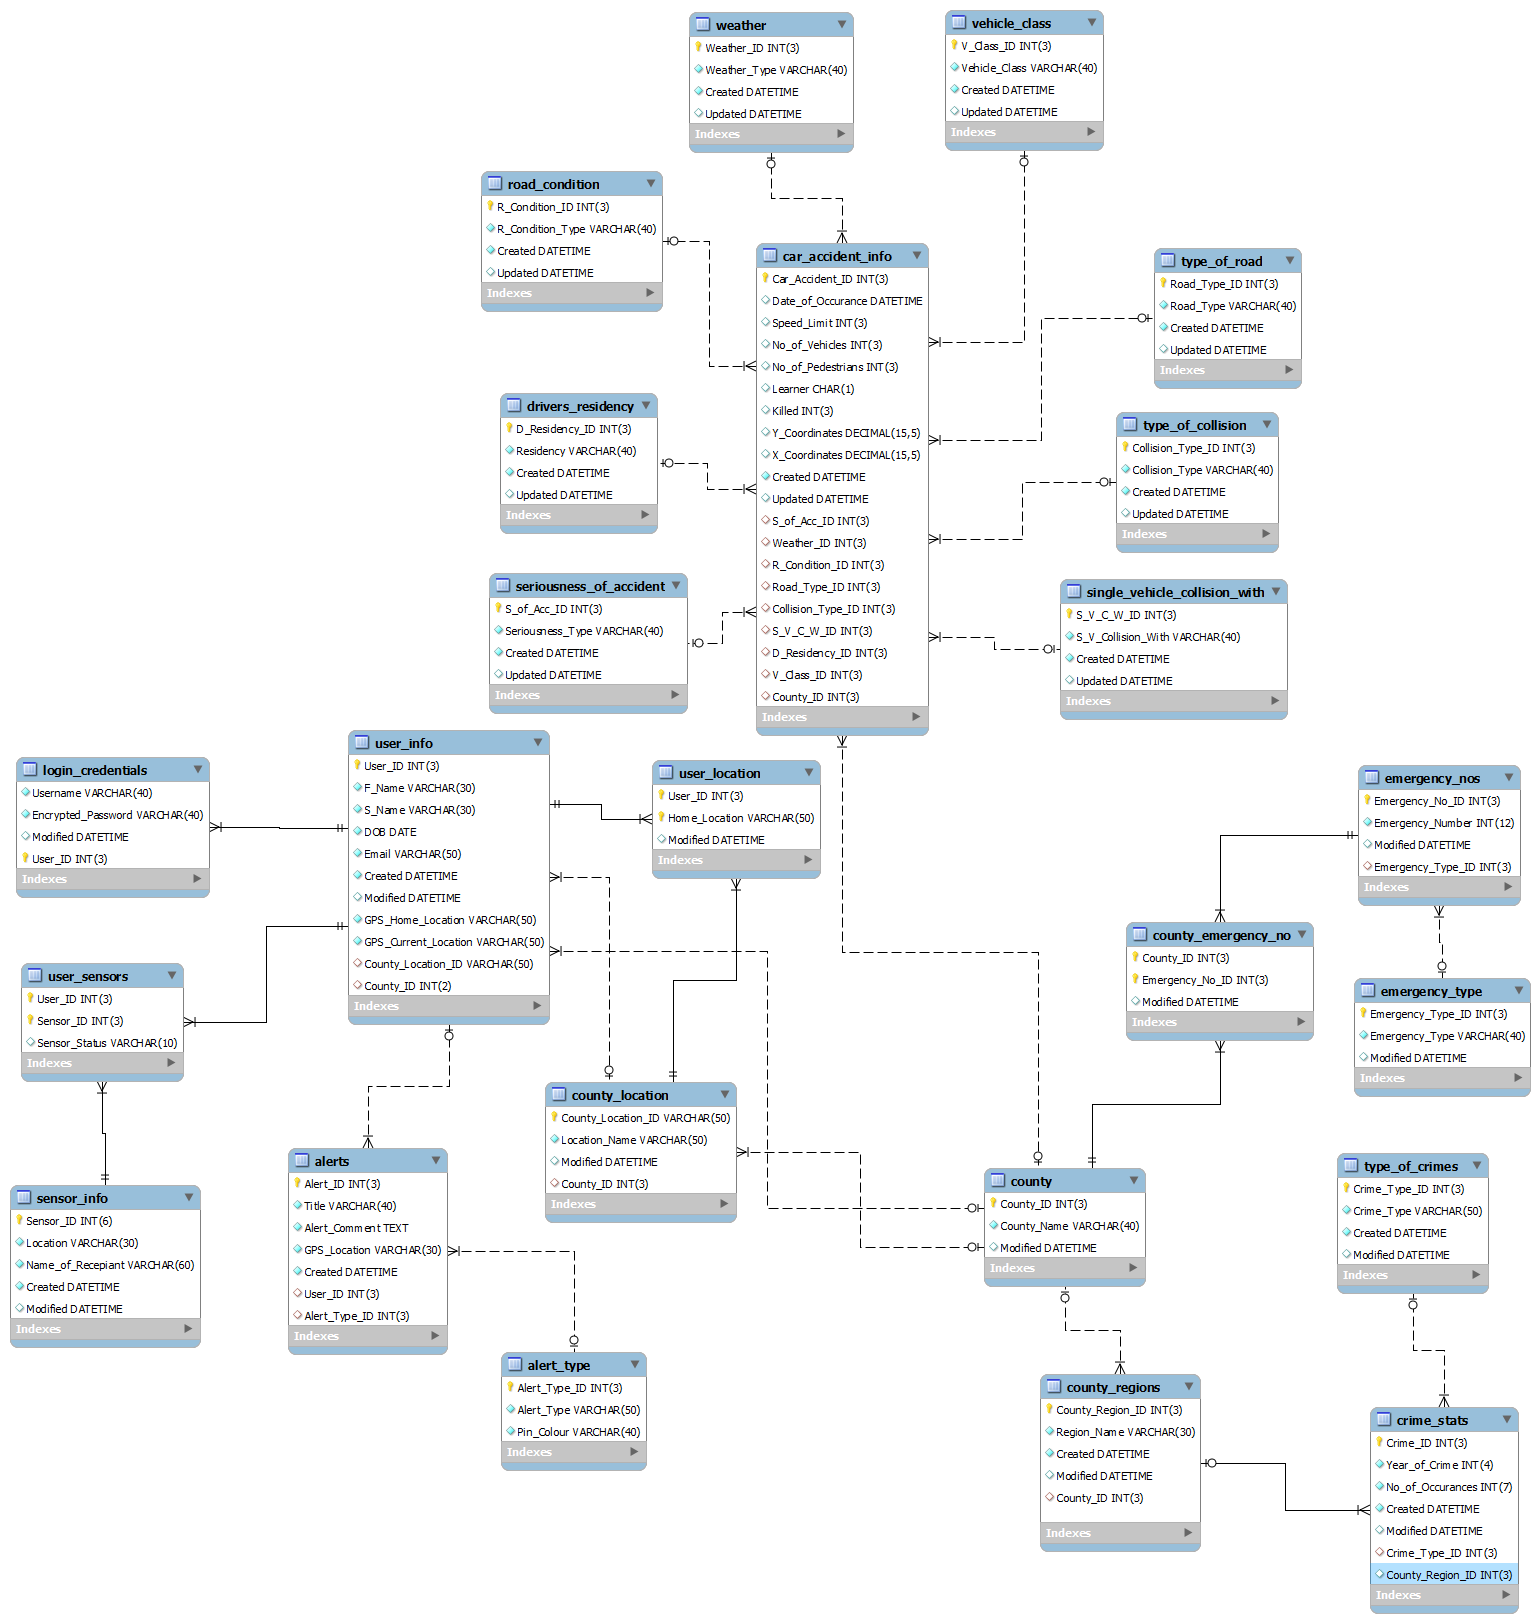 weather
Weather_ID INT(3)
Weather_Type VARCHAR(40)
Created DATETIME
Updated DATETIME
Indexes
vehicle_class
V_Class_ID INT(3)
Vehicle_Class VARCHAR(40)
Created DATETIME
Updated DATETIME
Indexes
road_condition
R_Condition_ID INT(3)
R_Condition_Type VARCHAR(40)
Created DATETIME
Updated DATETIME
Indexes
car_accident_info
Car_Accident_ID INT(3)
Date_of_Occurance DATETIME
Speed_Limit INT(3)
No_of_Vehicles INT(3)
No_of_Pedestrians INT(3)
Learner CHAR(1)
Killed INT(3)
Y_Coordinates DECIMAL(15,5)
X_Coordinates DECIMAL(15,5)
Created DATETIME
Updated DATETIME
S_of_Acc_ID INT(3)
Weather_ID INT(3)
R_Condition_ID INT(3)
Road_Type_ID INT(3)
Collision_Type_ID INT(3)
S_V_C_W_ID INT(3)
D_Residency_ID INT(3)
V_Class_ID INT(3)
County_ID INT(3)
Indexes
type_of_road
Road_Type_ID INT(3)
Road_Type VARCHAR(40)
Created DATETIME
Updated DATETIME
Indexes
drivers_residency
D_Residency_ID INT(3)
Residency VARCHAR(40)
Created DATETIME
Updated DATETIME
Indexes
type_of_collision
Collision_Type_ID INT(3)
Collision_Type VARCHAR(40)
Created DATETIME
Updated DATETIME
Indexes
seriousness_of_accident
S_of_Acc_ID INT(3)
Seriousness_Type VARCHAR(40)
Created DATETIME
Updated DATETIME
Indexes
single_vehicle_collision_with
S_V_C_W_ID INT(3)
S_V_Collision_With VARCHAR(40)
Created DATETIME
Updated DATETIME
Indexes
login_credentials
Username VARCHAR(40)
Encrypted_Password VARCHAR(40)
Modified DATETIME
User_ID INT(3)
Indexes
user_info
User_ID INT(3)
F_Name VARCHAR(30)
S_Name VARCHAR(30)
DOB DATE
Email VARCHAR(50)
Created DATETIME
Modified DATETIME
GPS_Home_Location VARCHAR(50)
GPS_Current_Location VARCHAR(50)
County_Location_ID VARCHAR(50)
County_ID INT(2)
Indexes
user_location
User_ID INT(3)
Home_Location VARCHAR(50)
Modified DATETIME
Indexes
emergency_nos
Emergency_No_ID INT(3)
Emergency_Number INT(12)
Modified DATETIME
Emergency_Type_ID INT(3)
Indexes
county_emergency_no
County_ID INT(3)
Emergency_No_ID INT(3)
Modified DATETIME
Indexes
emergency_type
Emergency_Type_ID INT(3)
Emergency_Type VARCHAR(40)
Modified DATETIME
Indexes
user_sensors
User_ID INT(3)
Sensor_ID INT(3)
Sensor_Status VARCHAR(10)
Indexes
sensor_info
Sensor_ID INT(6)
Location VARCHAR(30)
Name_of_Recepiant VARCHAR(60)
Created DATETIME
Modified DATETIME
Indexes
alerts
Alert_ID INT(3)
Title VARCHAR(40)
Alert_Comment TEXT
GPS_Location VARCHAR(30)
Created DATETIME
User_ID INT(3)
Alert_Type_ID INT(3)
Indexes
county_location
County_Location_ID VARCHAR(50)
Location_Name VARCHAR(50)
Modified DATETIME
County_ID INT(3)
Indexes
alert_type
Alert_Type_ID INT(3)
Alert_Type VARCHAR(50)
Pin_Colour VARCHAR(40)
Indexes
county
County_ID INT(3)
County_Name VARCHAR(40)
Modified DATETIME
Indexes
type_of_crimes
Crime_Type_ID INT(3)
Crime_Type VARCHAR(50)
Created DATETIME
Modified DATETIME
Indexes
county_regions
County_Region_ID INT(3)
Region_Name VARCHAR(30)
Created DATETIME
Modified DATETIME
County_ID INT(3)
Indexes
crime_stats
Crime_ID INT(3)
Year_of_Crime INT(4)
No_of_Occurances INT(7)
Created DATETIME
Modified DATETIME
Crime_Type_ID INT(3)
County_Region_ID INT(3)
Indexes